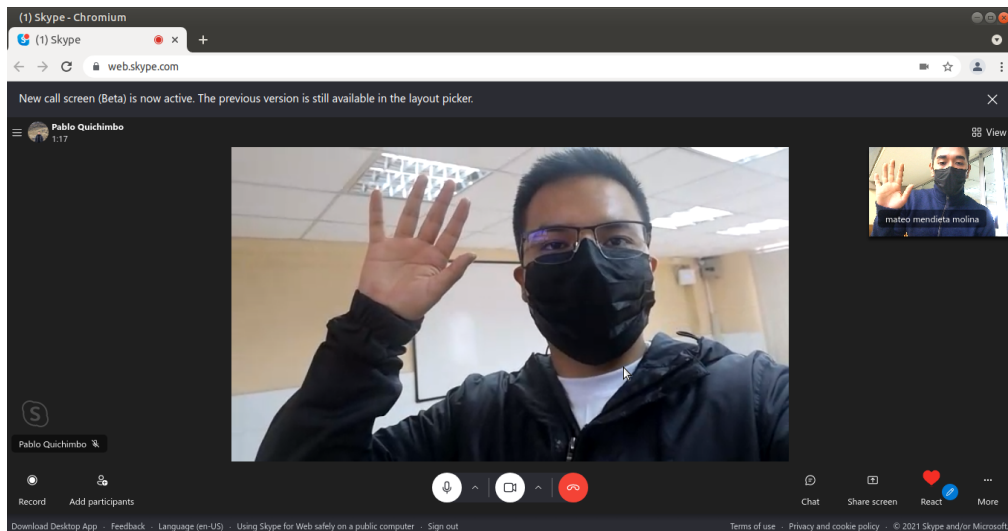 (1) Skype - Chromium
(1) Skype
web.skype.com
New call screen (Beta) is now active. The previous version is still available in the layout picker.
Pablo Quichimbo
1:17
View
mateo mendieta molina
Pablo Quichimbo
Record
Add participants
Chat
Share screen
React
More
Download Desktop App · Feedback · Language (en-US) · Using Skype for Web safely on a public computer · Sign out
Terms of use · Privacy and cookie policy · © 2021 Skype and/or Microsoft